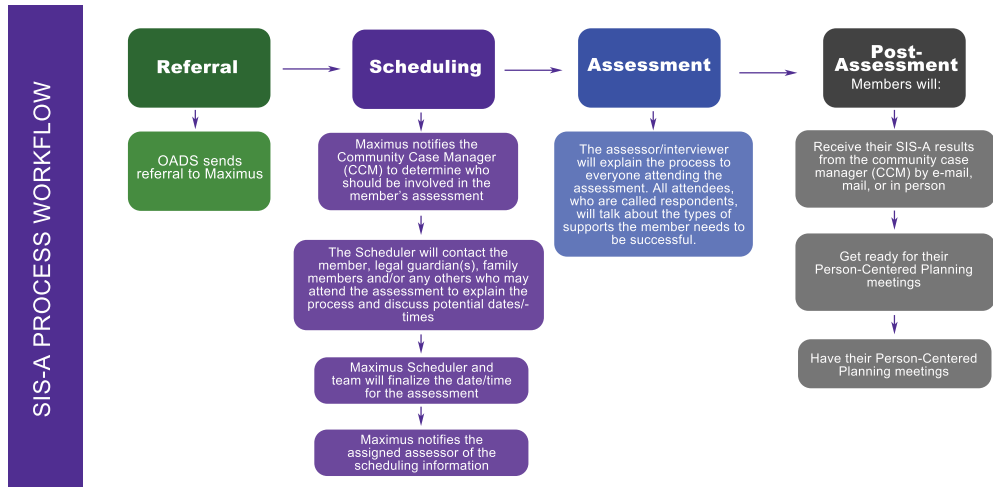 SIS-A PROCESS WORKFLOW
Referral
OADS sends
referral to Maximus
Scheduling
Maximus notifies the
Community Case Manager
(CCM) to determine who
should be involved in the
member's assessment
The Scheduler will contact the
member, legal guardian(s), family
members and/or any others who may
attend the assessment to explain the
process and discuss potential dates/-
times
Maximus Scheduler and
team will finalize the date/time
for the assessment
Maximus notifies the
assigned assessor of the
scheduling information
Assessment
The assessor/interviewer
will explain the process to
everyone attending the
assessment. All attendees,
who are called respondents,
will talk about the types of
supports the member needs to
be successful.
Post-
Assessment
Members will:
Receive their SIS-A results
from the community case
manager (CCM) by e-mail,
mail, or in person
Get ready for their
Person-Centered Planning
meetings
Have their Person-Centered
Planning meetings